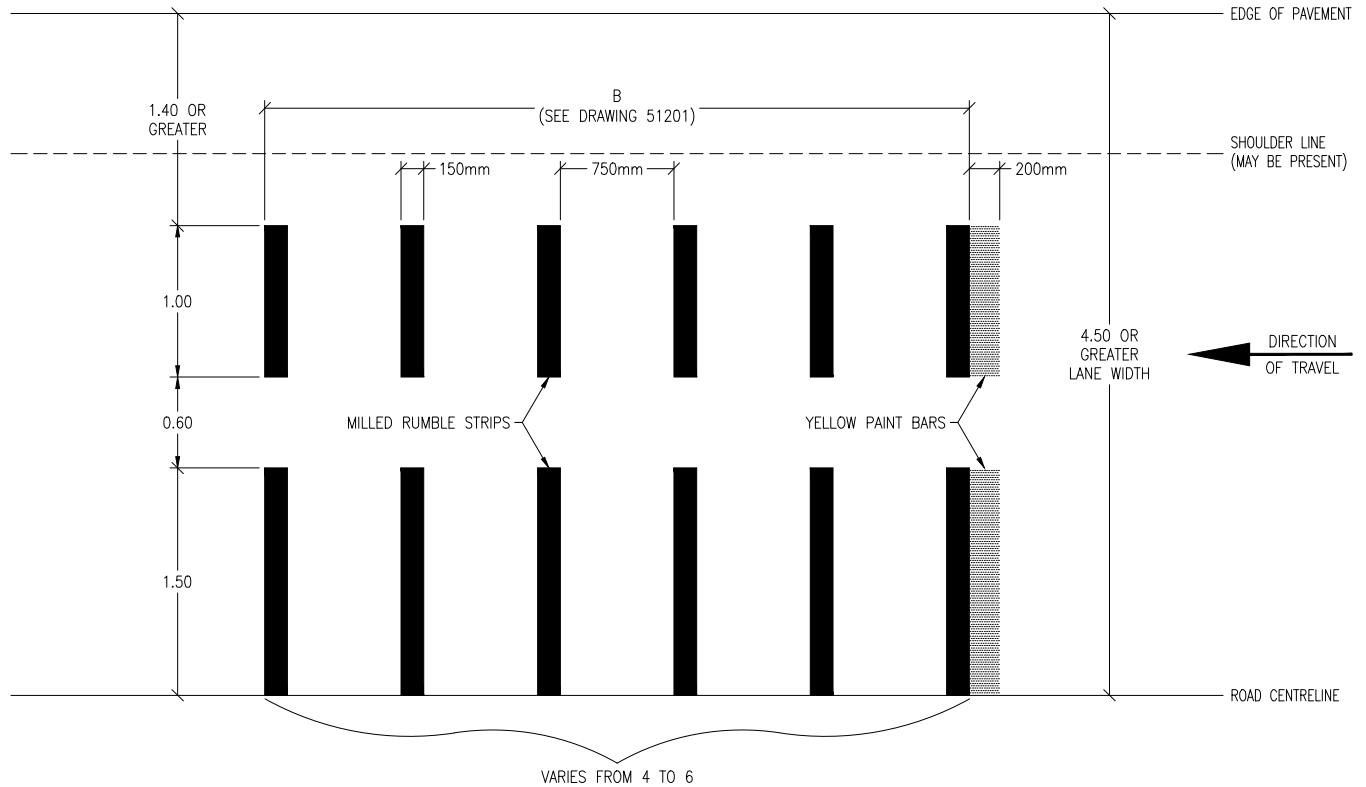 EDGE OF PAVEMENT
1.40 OR
GREATER
B
(SEE DRAWING 51201)
SHOULDER LINE
(MAY BE PRESENT)
150mm
750mm
200mm
1.00
4.50 OR
GREATER
LANE WIDTH
DIRECTION
OF TRAVEL
0.60
MILLED RUMBLE STRIPS
YELLOW PAINT BARS
1.50
ROAD CENTRELINE
VARIES FROM 4 TO 6